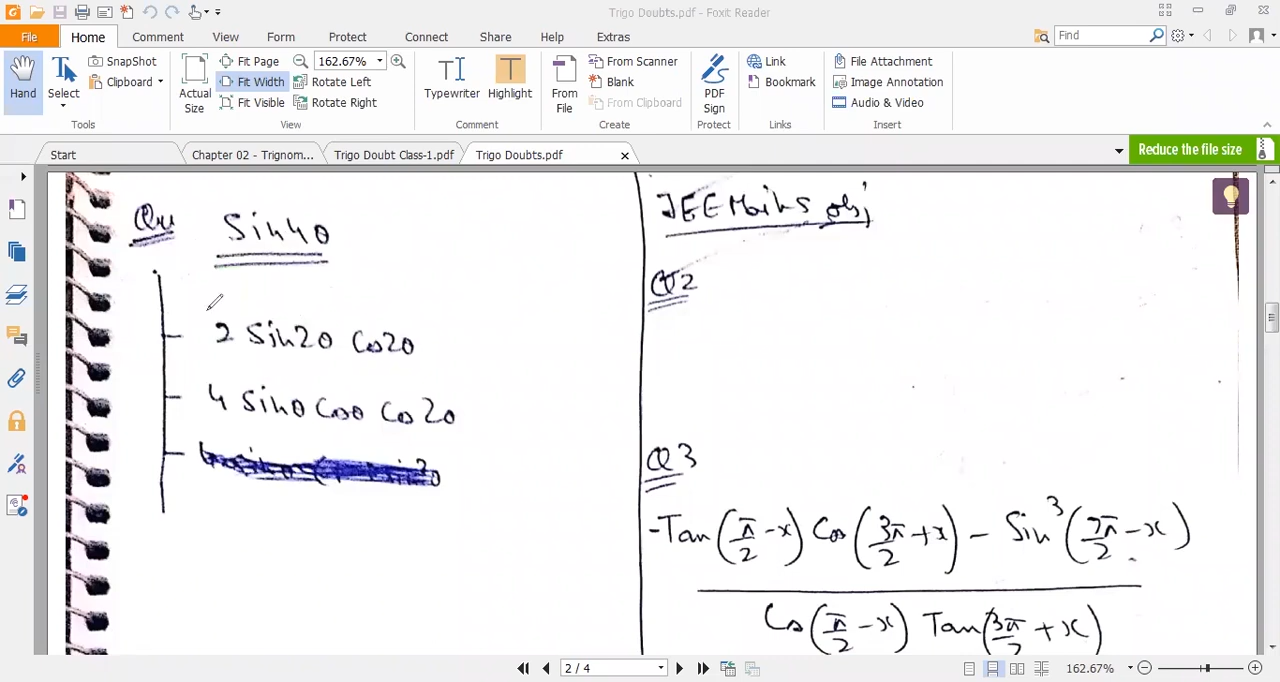 Trigo Doubts.pdf - Foxit Reader
File Home Comment View Form Protect Connect Share Help Extras Find
Hand Select SnapShot Clipboard Actual Size Fit Page Fit Width Fit Visible 162.67% Rotate Left Rotate Right Typewriter Highlight From File From Scanner Blank From Clipboard PDF Sign Link Bookmark File Attachment Image Annotation Audio & Video
Tools View Comment Create Protect Links Insert
Start Chapter 02 - Trignom... Trigo Doubt Class-1.pdf Trigo Doubts.pdf Reduce the file size
Sin4θ
2 Sin2θ Cos2θ
4 Sinθ Cosθ Cos2θ
JEE Mains obj
Q2
Q3
-Tan(π/2 -x) Cos(3π/2 +x) - Sin³(7π/2 -x)
Cos(π/2 -x) Tan(3π/2 +x)
2 / 4 162.67%